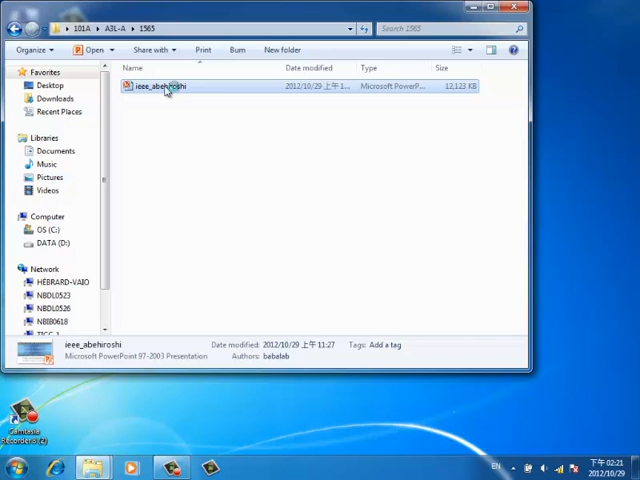 101A ▸ A3L-A ▸ 1565
Search 1565
Organize Open Share with Print Burn New folder
Name Date modified Type Size
ieee_abehiroshi 2012/10/29 上午 1... Microsoft PowerP... 12,123 KB
Favorites
Desktop
Downloads
Recent Places
Libraries
Documents
Music
Pictures
Videos
Computer
OS (C:)
DATA (D:)
Network
HÉBRARD-VAIO
NBDL0523
NBDL0526
NBIB0618
ieee_abehiroshi Date modified: 2012/10/29 上午 11:27 Tags: Add a tag
Microsoft PowerPoint 97-2003 Presentation Authors: babalab
Camtasia
Recorder 8 (2)
EN
下午 02:21
2012/10/29